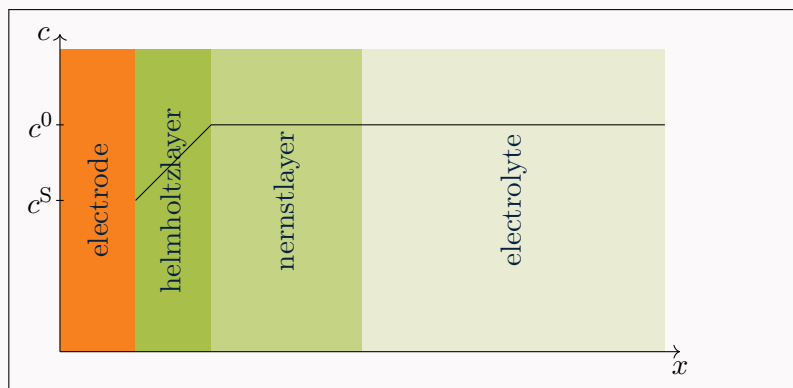 c
c⁰
cˢ
electrode
helmholtzlayer
nernstlayer
electrolyte
x